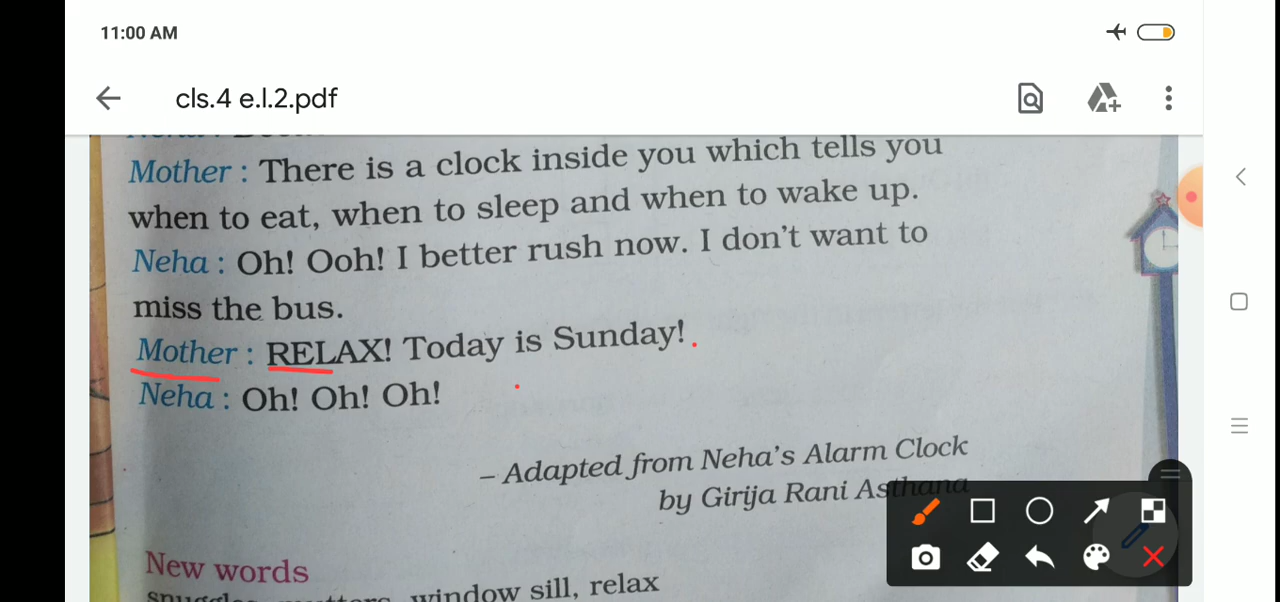 11:00 AM
cls.4 e.l.2.pdf
Mother : There is a clock inside you which tells you
when to eat, when to sleep and when to wake up.
Neha : Oh! Ooh! I better rush now. I don't want to
miss the bus.
Mother : RELAX! Today is Sunday!
Neha : Oh! Oh! Oh!
– Adapted from Neha's Alarm Clock
by Girija Rani Asthana
New words
window sill, relax